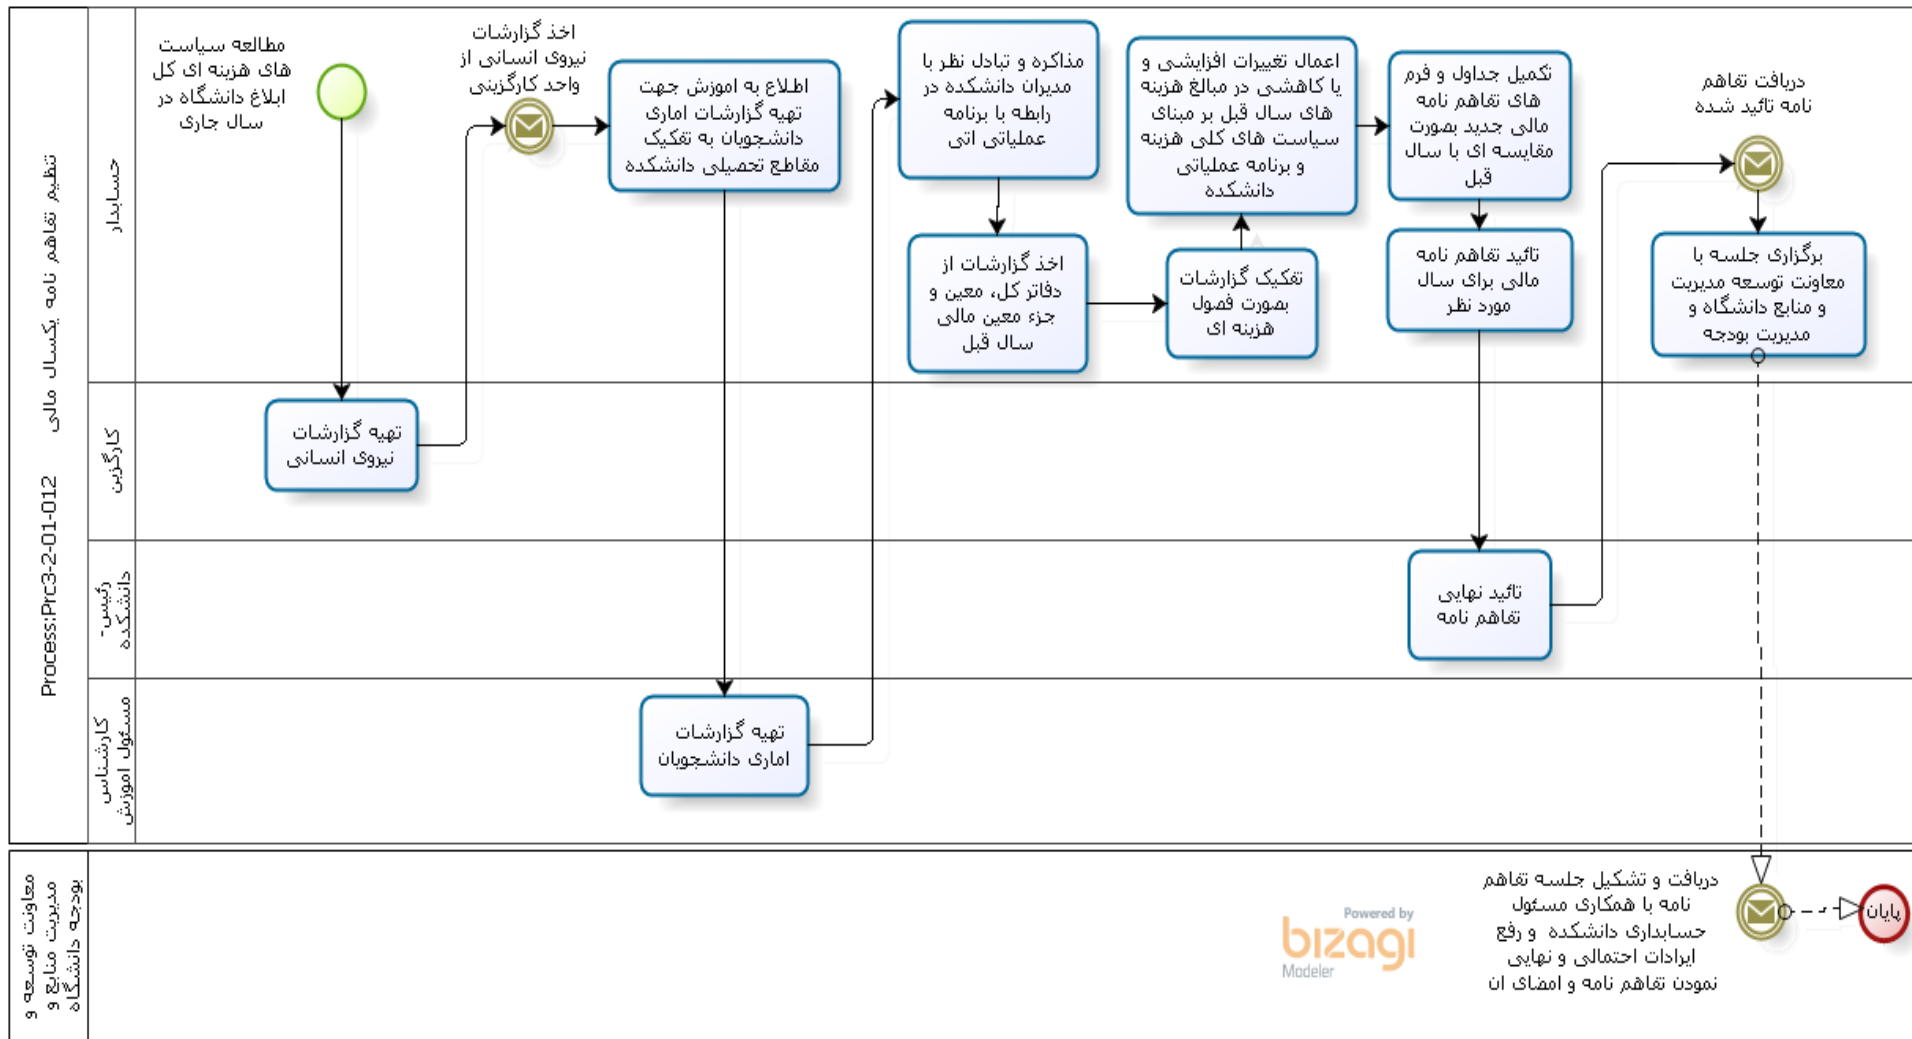 تنظیم تفاهم نامه یکسال مالی
Process:Prc3-2-01-012
حسابدار
مطالعه سیاست
های هزینه ای کل
ابلاغ دانشگاه در
سال جاری
اخذ گزارشات
نیروی انسانی از
واحد کارگزینی
اطلاع به اموزش جهت
تهیه گزارشات اماری
دانشجویان به تفکیک
مقاطع تحصیلی دانشکده
مذاکره و تبادل نظر با
مدیران دانشکده در
رابطه با برنامه
عملیاتی اتی
اخذ گزارشات از
دفاتر کل، معین و
جزء معین مالی
سال قبل
تفکیک گزارشات
بصورت فصول
هزینه ای
اعمال تغییرات افزایشی و
یا کاهشی در مبالغ هزینه
های سال قبل بر مبنای
سیاست های کلی هزینه
و برنامه عملیاتی
دانشکده
تکمیل جداول و فرم
های تفاهم نامه
مالی جدید بصورت
مقایسه ای با سال
قبل
تائید تفاهم نامه
مالی برای سال
مورد نظر
دریافت تفاهم
نامه تائید شده
برگزاری جلسه با
معاونت توسعه مدیریت
و منابع دانشگاه و
مدیریت بودجه
کارگزین
تهیه گزارشات
نیروی انسانی
رئیس-
دانشکده
تائید نهایی
تفاهم نامه
کارشناس
مسئول اموزش
تهیه گزارشات
اماری دانشجویان
معاونت توسعه و
مدیریت منابع و
بودجه دانشگاه
دریافت و تشکیل جلسه تفاهم
نامه با همکاری مسئول
حسابداری دانشکده و رفع
ایرادات احتمالی و نهایی
نمودن تفاهم نامه و امضای ان
پایان
Powered by
bizagi
Modeler